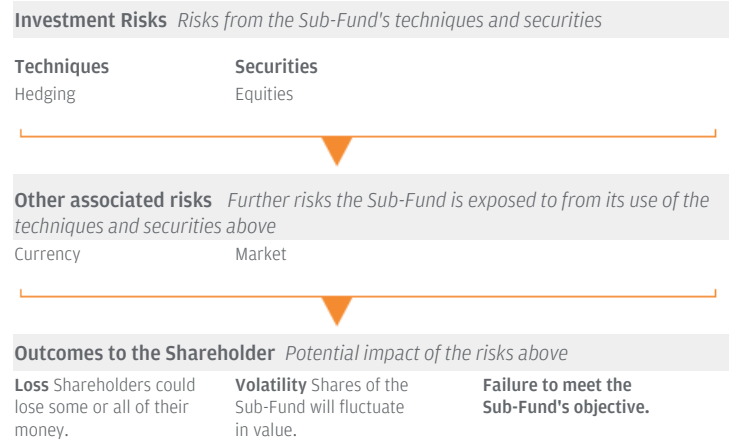 Investment Risks Risks from the Sub-Fund's techniques and securities
Techniques
Securities
Hedging
Equities
Other associated risks Further risks the Sub-Fund is exposed to from its use of the
techniques and securities above
Currency
Market
Outcomes to the Shareholder Potential impact of the risks above
Loss Shareholders could
lose some or all of their
money.
Volatility Shares of the
Sub-Fund will fluctuate
in value.
Failure to meet the
Sub-Fund's objective.